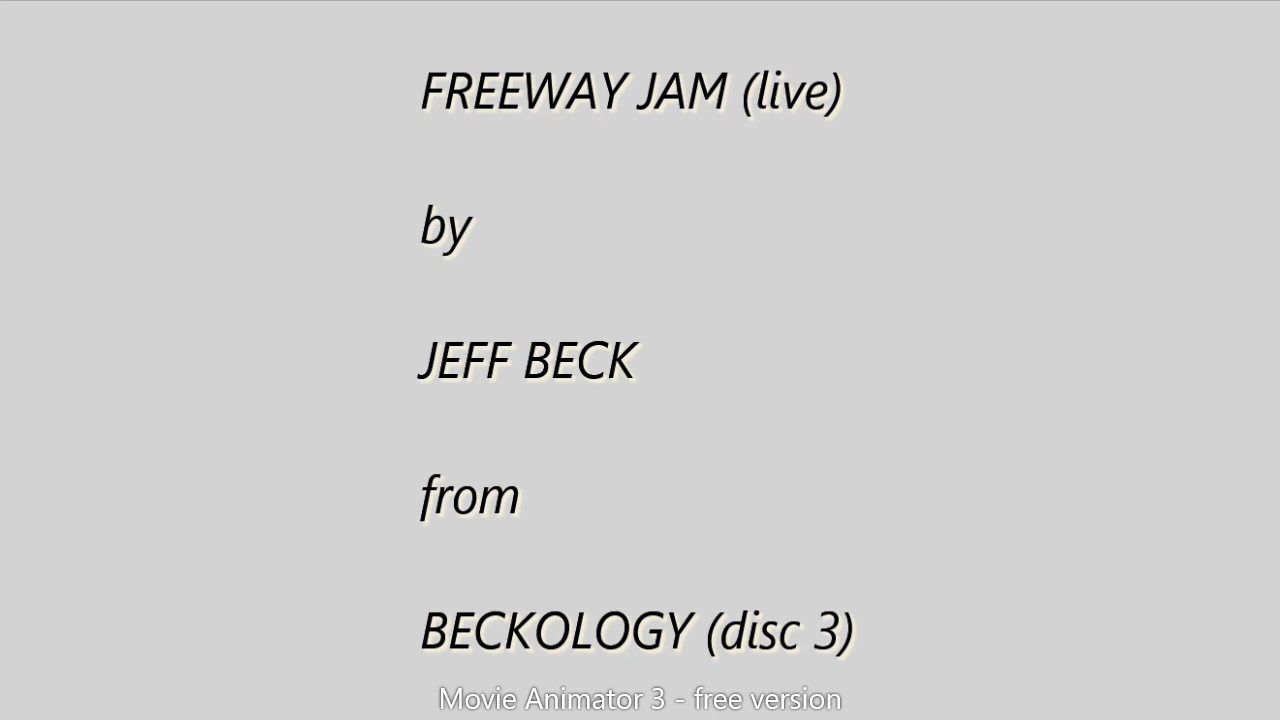 FREEWAY JAM (live)
by
JEFF BECK
from
BECKOLOGY (disc 3)
Movie Animator 3 - free version